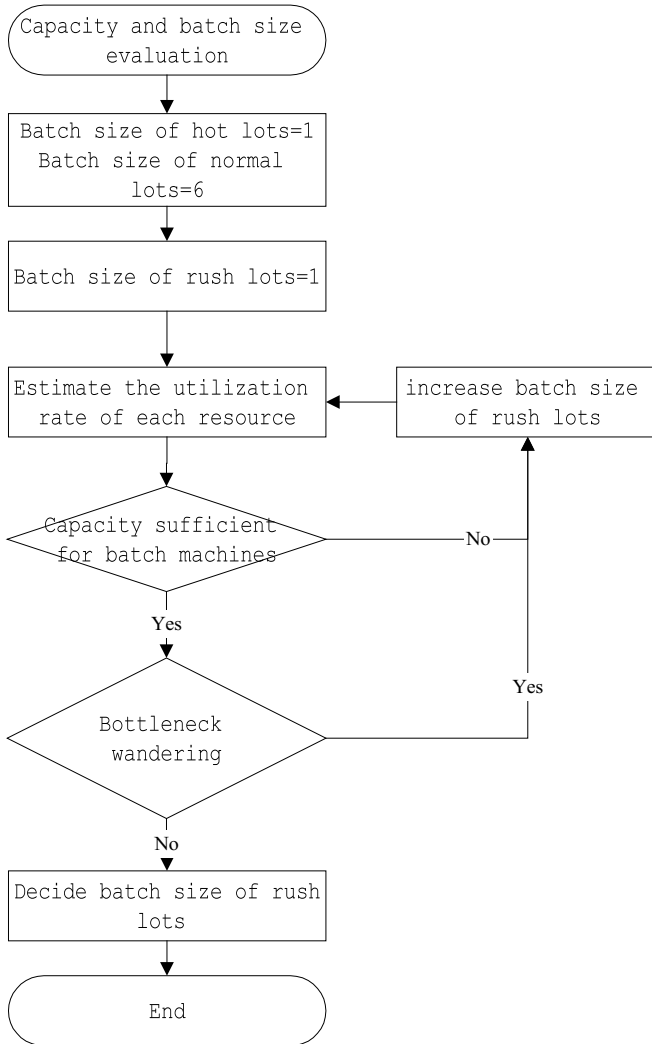 Capacity and batch size
evaluation
Batch size of hot lots=1
Batch size of normal
lots=6
Batch size of rush lots=1
Estimate the utilization
rate of each resource
increase batch size
of rush lots
Capacity sufficient
for batch machines
No
Yes
Bottleneck
wandering
Yes
No
Decide batch size of rush
lots
End